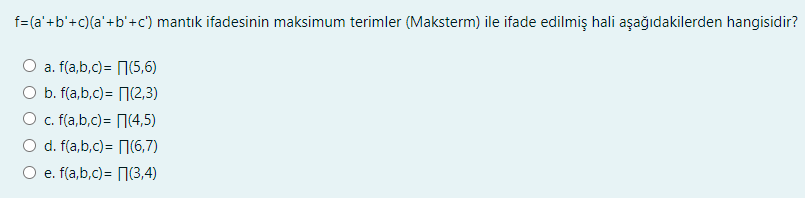 f=(a'+b'+c)(a'+b'+c') mantık ifadesinin maksimum terimler (Maksterm) ile ifade edilmiş hali aşağıdakilerden hangisidir?
a. f(a,b,c)= ∏(5,6)
b. f(a,b,c)= ∏(2,3)
c. f(a,b,c)= ∏(4,5)
d. f(a,b,c)= ∏(6,7)
e. f(a,b,c)= ∏(3,4)